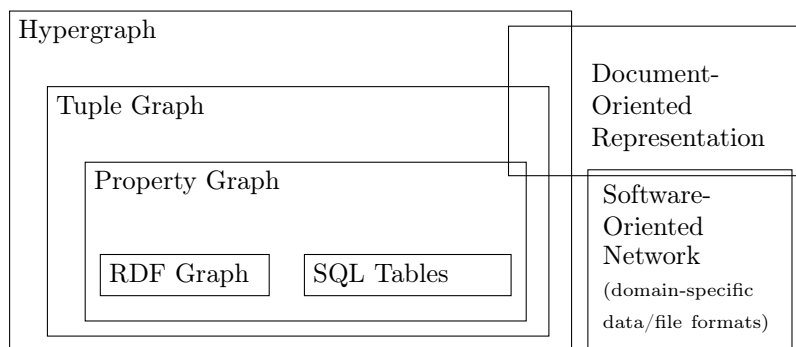 Hypergraph
Tuple Graph
Property Graph
RDF Graph
SQL Tables
Document-
Oriented
Representation
Software-
Oriented
Network
(domain-specific
data/file formats)